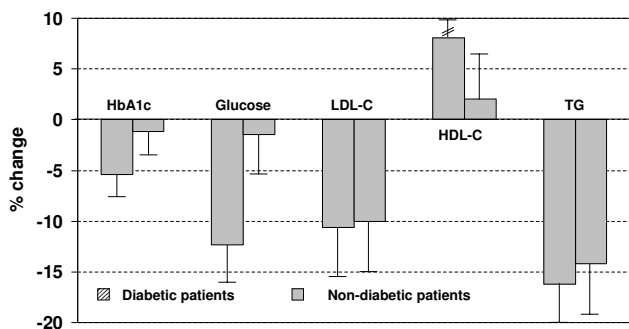 10
5
HbA1c Glucose LDL-C TG
0
HDL-C
% change
-5
-10
-15
Diabetic patients Non-diabetic patients
-20